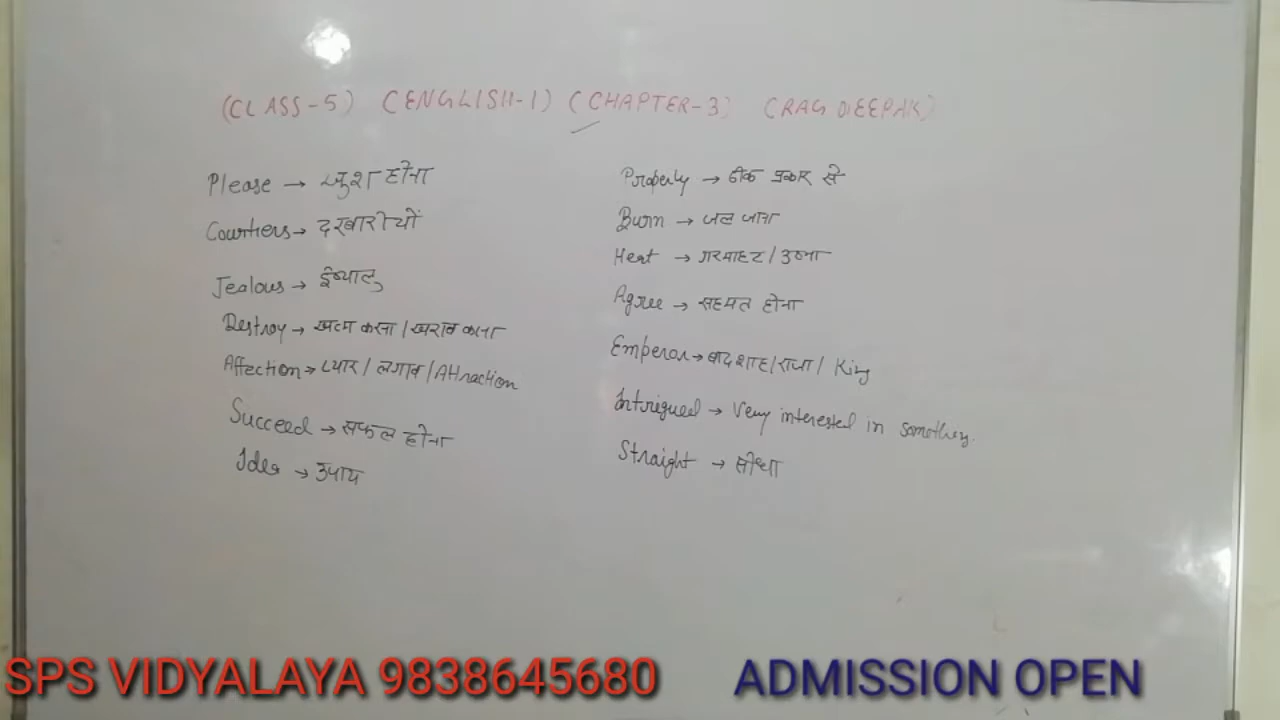 (CLASS-5) (ENGLISH-1) (CHAPTER-3) (RAG DEEPAK)
Please → खुश होना
Courtiers → दरबारीयों
Jealous → ईष्यालु
Destroy → खत्म करना / खराब करना
Affection → प्यार / लगाव / Attraction
Succeed → सफल होना
Idea → उपाय
Properly → ठीक प्रकार से
Burn → जल जाना
Heat → गरमाहट / उष्मा
Agree → सहमत होना
Emperor → बादशाह / राजा / King
Intrigued → Very interested in something.
Straight → सीधा
SPS VIDYALAYA 9838645680 ADMISSION OPEN